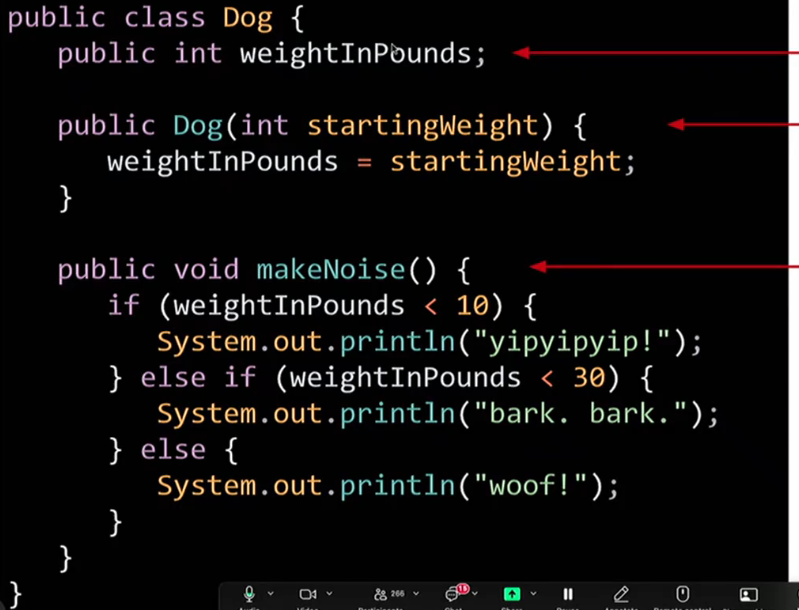 public class Dog {
public int weightInPounds;
public Dog(int startingWeight) {
weightInPounds = startingWeight;
}
public void makeNoise() {
if (weightInPounds < 10) {
System.out.println("yipyipyip!");
} else if (weightInPounds < 30) {
System.out.println("bark. bark.");
} else {
System.out.println("woof!");
}
}
}
266
15